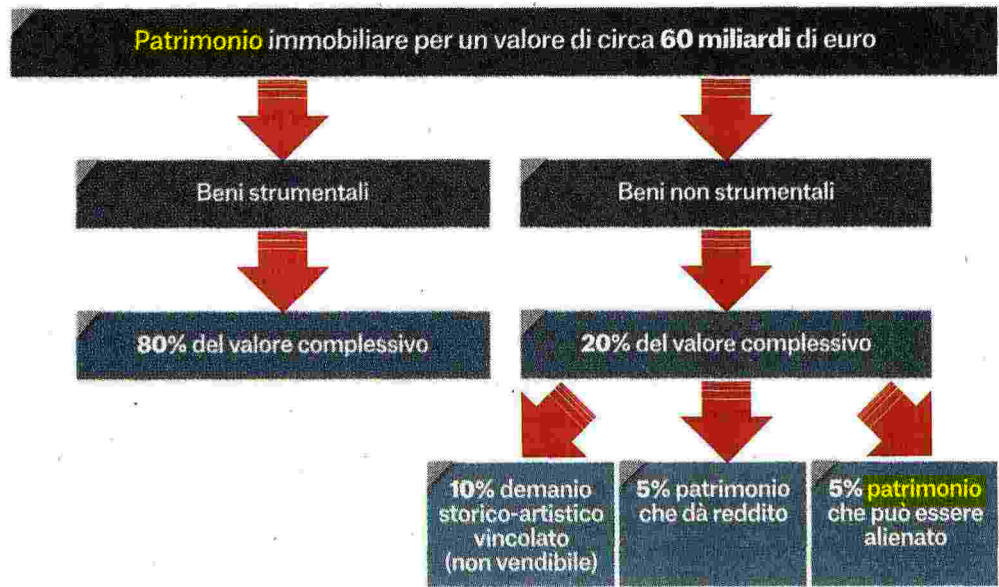 Patrimonio immobiliare per un valore di circa 60 miliardi di euro
Beni strumentali
Beni non strumentali
80% del valore complessivo
20% del valore complessivo
10% demanio
storico-artistico
vincolato
(non vendibile)
5% patrimonio
che dà reddito
5% patrimonio
che può essere
alienato